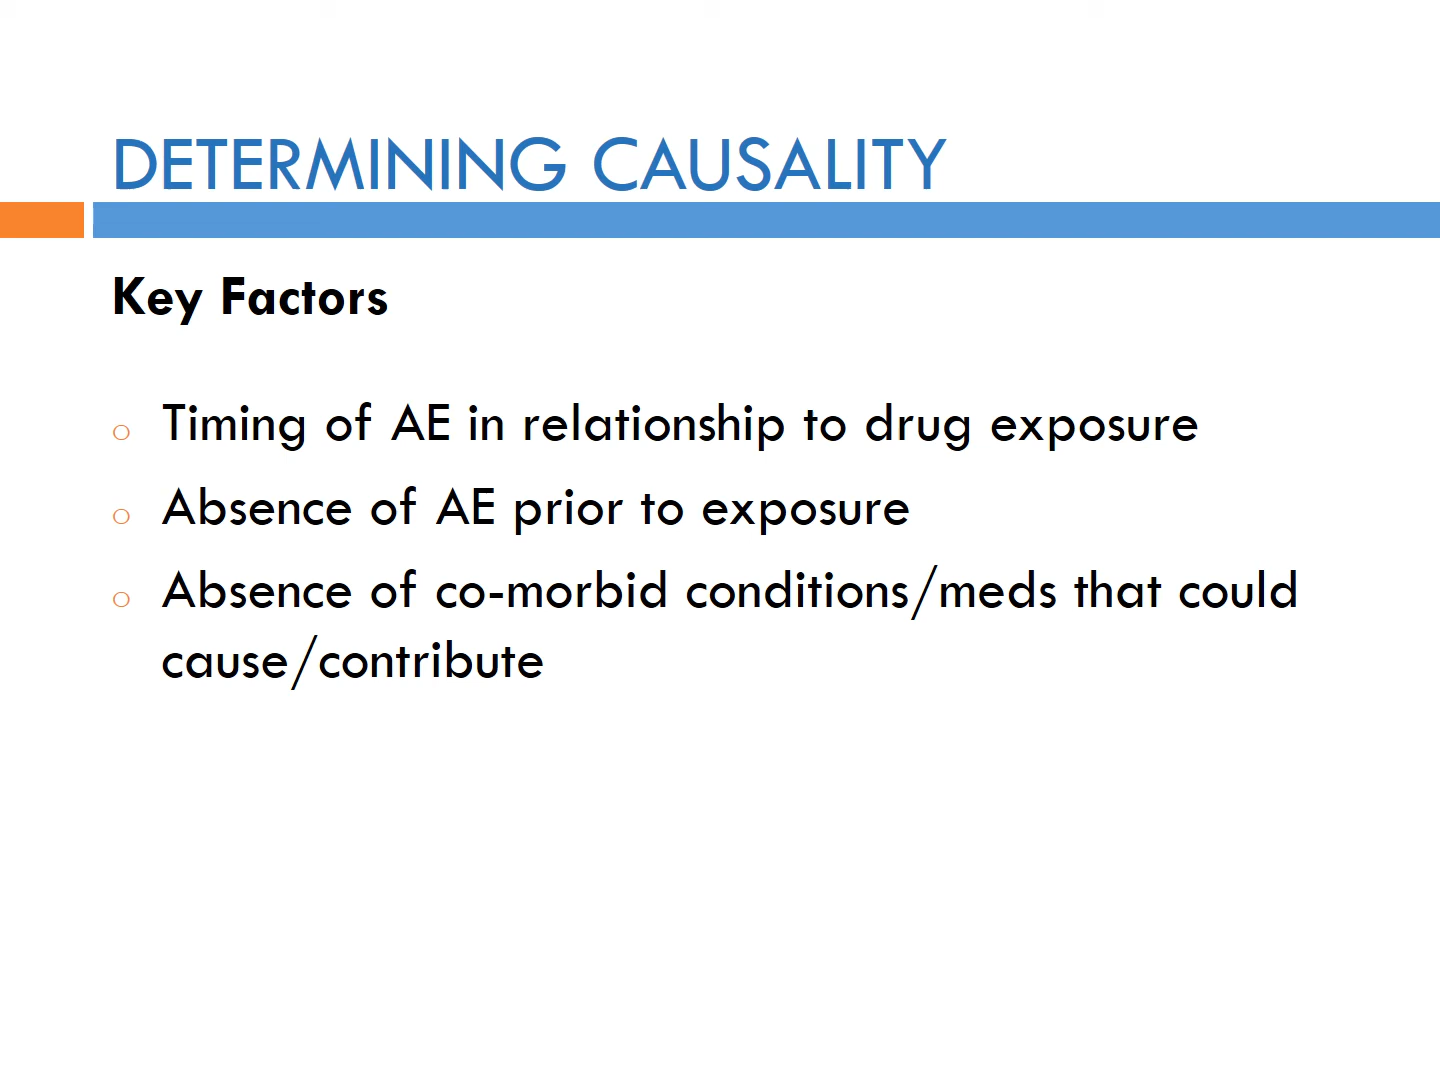 DETERMINING CAUSALITY
Key Factors
o Timing of AE in relationship to drug exposure
o Absence of AE prior to exposure
o Absence of co-morbid conditions/meds that could
cause/contribute